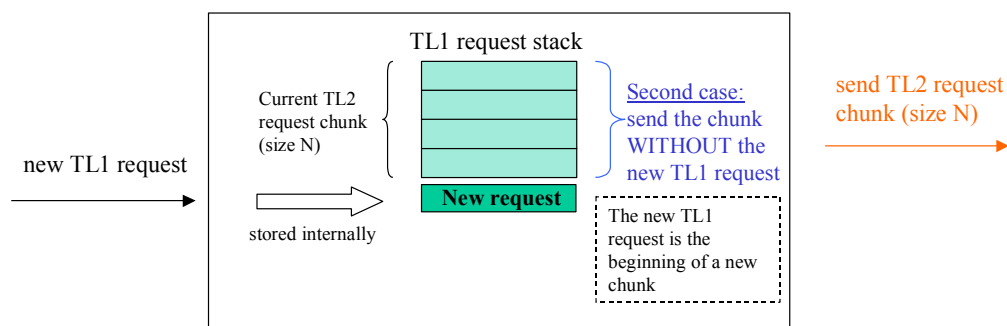 TL1 request stack
new TL1 request
Current TL2
request chunk
(size N)
Second case:
send the chunk
WITHOUT the
new TL1 request
send TL2 request
chunk (size N)
New request
stored internally
The new TL1
request is the
beginning of a new
chunk